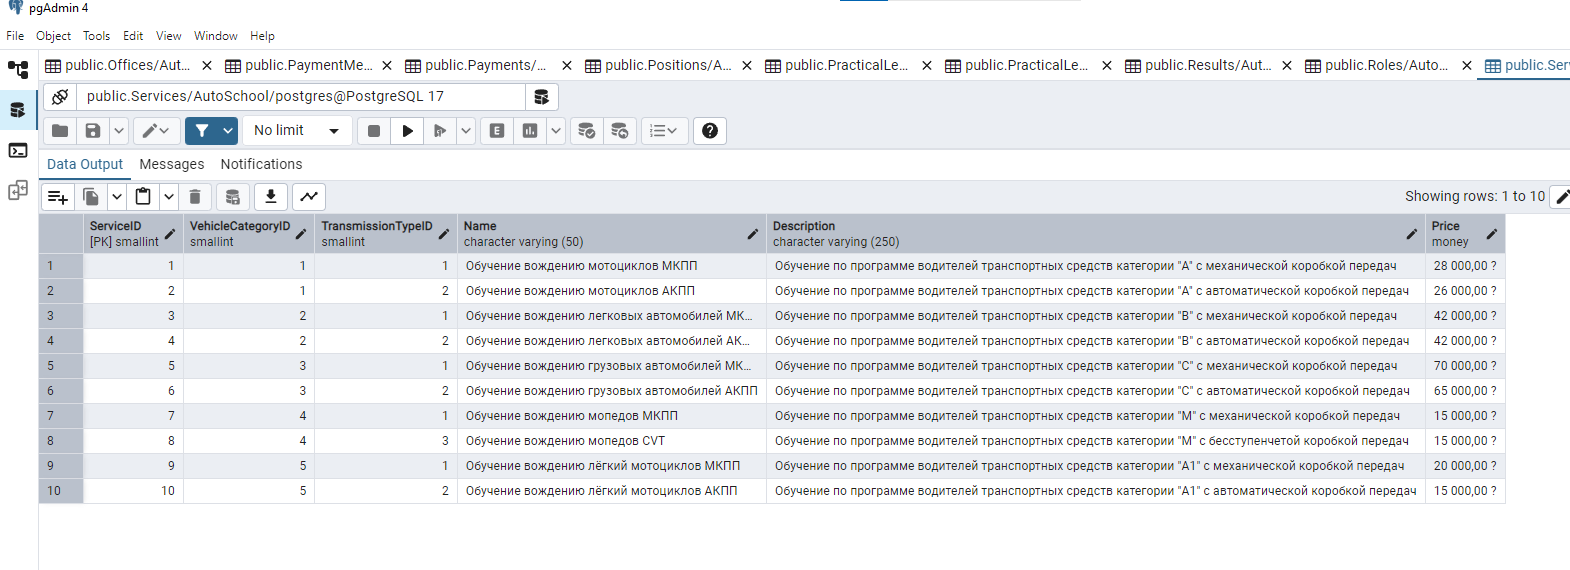 pgAdmin 4
File Object Tools Edit View Window Help
public.Offices/Aut... public.PaymentMe... public.Payments/... public.Positions/A... public.PracticalLe... public.PracticalLe... public.Results/Aut... public.Roles/Auto... public.Ser
public.Services/AutoSchool/postgres@PostgreSQL 17
No limit E
Data Output Messages Notifications
Showing rows: 1 to 10
ServiceID VehicleCategoryID TransmissionTypeID Name Description Price
[PK] smallint smallint smallint character varying (50) character varying (250) money
1 1 1 1 Обучение вождению мотоциклов МКПП Обучение по программе водителей транспортных средств категории "A" с механической коробкой передач 28 000,00 ?
2 2 1 2 Обучение вождению мотоциклов АКПП Обучение по программе водителей транспортных средств категории "A" с автоматической коробкой передач 26 000,00 ?
3 3 2 1 Обучение вождению легковых автомобилей МК... Обучение по программе водителей транспортных средств категории "B" с механической коробкой передач 42 000,00 ?
4 4 2 2 Обучение вождению легковых автомобилей АК... Обучение по программе водителей транспортных средств категории "B" с автоматической коробкой передач 42 000,00 ?
5 5 3 1 Обучение вождению грузовых автомобилей МК... Обучение по программе водителей транспортных средств категории "C" с механической коробкой передач 70 000,00 ?
6 6 3 2 Обучение вождению грузовых автомобилей АКПП Обучение по программе водителей транспортных средств категории "C" с автоматической коробкой передач 65 000,00 ?
7 7 4 1 Обучение вождению мопедов МКПП Обучение по программе водителей транспортных средств категории "M" с механической коробкой передач 15 000,00 ?
8 8 4 3 Обучение вождению мопедов CVT Обучение по программе водителей транспортных средств категории "M" с бесступенчетой коробкой передач 15 000,00 ?
9 9 5 1 Обучение вождению лёгкий мотоциклов МКПП Обучение по программе водителей транспортных средств категории "A1" с механической коробкой передач 20 000,00 ?
10 10 5 2 Обучение вождению лёгкий мотоциклов АКПП Обучение по программе водителей транспортных средств категории "A1" с автоматической коробкой передач 15 000,00 ?